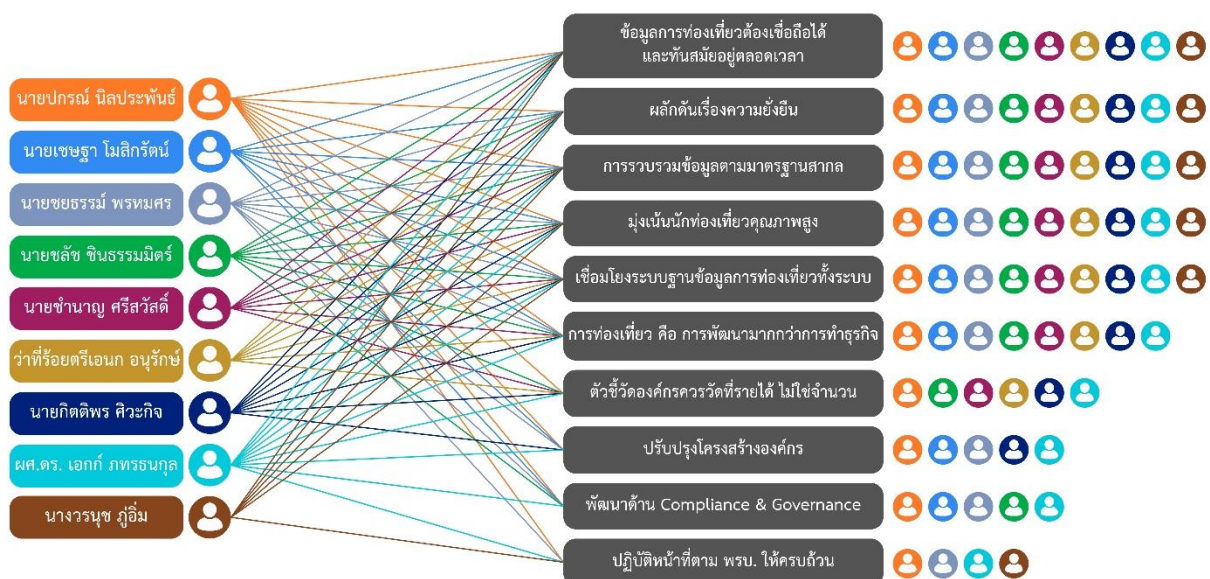 นายปกรณ์ นิลประพันธ์
นายเชษฐา โมสิกรัตน์
นายชยธรรม์ พรหมศร
นายชลัช ชินธรรมมิตร์
นายชำนาญ ศรีสวัสดิ์
ว่าที่ร้อยตรีเอนก อนุรักษ์
นายกิตติพร ศิวะกิจ
ผศ.ดร. เอกก์ ภทรธนกุล
นางวรนุช ภู่อิ่ม
ข้อมูลการท่องเที่ยวต้องเชื่อถือได้
และทันสมัยอยู่ตลอดเวลา
ผลักดันเรื่องความยั่งยืน
การรวบรวมข้อมูลตามมาตรฐานสากล
มุ่งเน้นนักท่องเที่ยวคุณภาพสูง
เชื่อมโยงระบบฐานข้อมูลการท่องเที่ยวทั้งระบบ
การท่องเที่ยว คือ การพัฒนามากกว่าการทำธุรกิจ
ตัวชี้วัดองค์กรควรวัดที่รายได้ ไม่ใช่จำนวน
ปรับปรุงโครงสร้างองค์กร
พัฒนาด้าน Compliance & Governance
ปฏิบัติหน้าที่ตาม พรบ. ให้ครบถ้วน